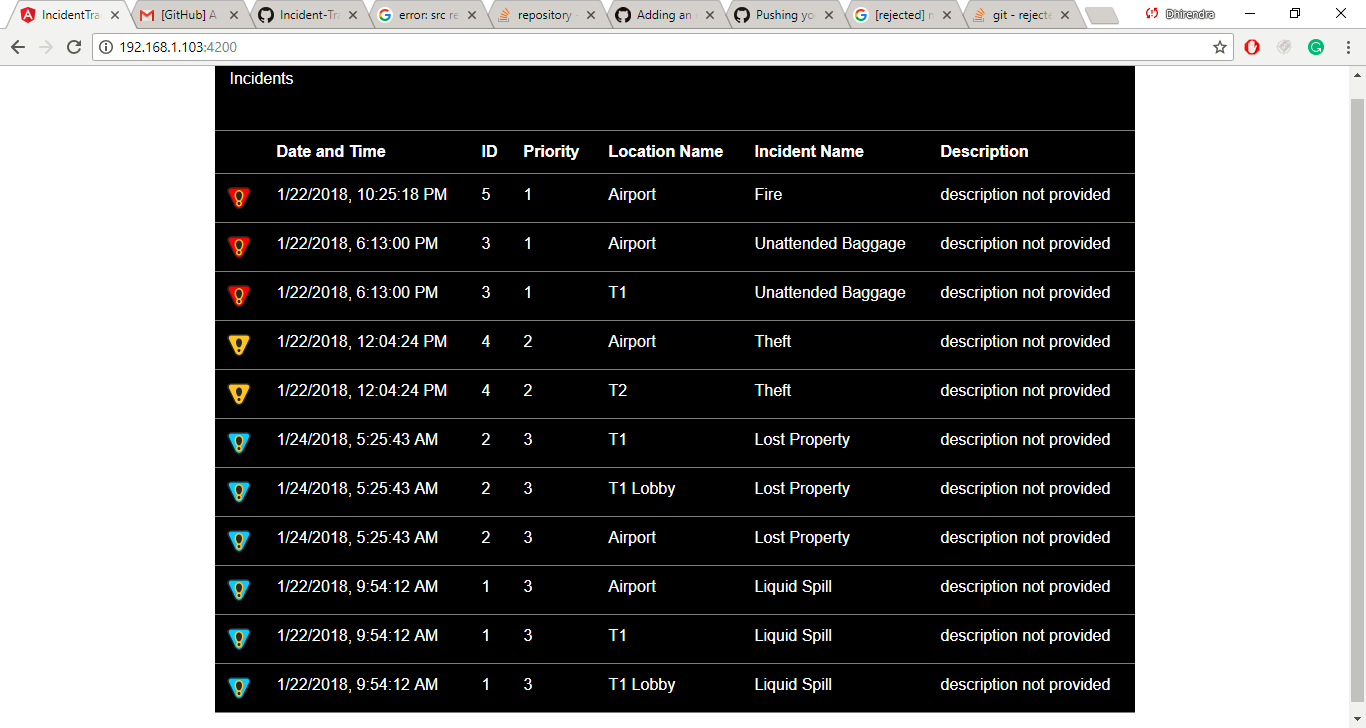 IncidentTra
[GitHub] A
Incident-Tra
error: src re
repository
Adding an
Pushing yo
[rejected]
git - rejecte
Dhirendra
192.168.1.103:4200
Incidents
Date and Time ID Priority Location Name Incident Name Description
1/22/2018, 10:25:18 PM 5 1 Airport Fire description not provided
1/22/2018, 6:13:00 PM 3 1 Airport Unattended Baggage description not provided
1/22/2018, 6:13:00 PM 3 1 T1 Unattended Baggage description not provided
1/22/2018, 12:04:24 PM 4 2 Airport Theft description not provided
1/22/2018, 12:04:24 PM 4 2 T2 Theft description not provided
1/24/2018, 5:25:43 AM 2 3 T1 Lost Property description not provided
1/24/2018, 5:25:43 AM 2 3 T1 Lobby Lost Property description not provided
1/24/2018, 5:25:43 AM 2 3 Airport Lost Property description not provided
1/22/2018, 9:54:12 AM 1 3 Airport Liquid Spill description not provided
1/22/2018, 9:54:12 AM 1 3 T1 Liquid Spill description not provided
1/22/2018, 9:54:12 AM 1 3 T1 Lobby Liquid Spill description not provided